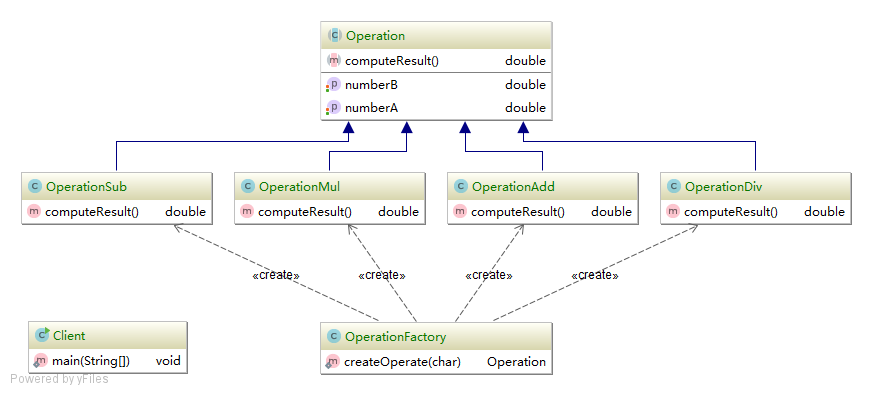 Operation
computeResult() double
numberB double
numberA double
OperationSub OperationMul OperationAdd OperationDiv
computeResult() double computeResult() double computeResult() double computeResult() double
«create» «create» «create» «create»
Client OperationFactory
main(String[]) void createOperate(char) Operation
Powered by yFiles